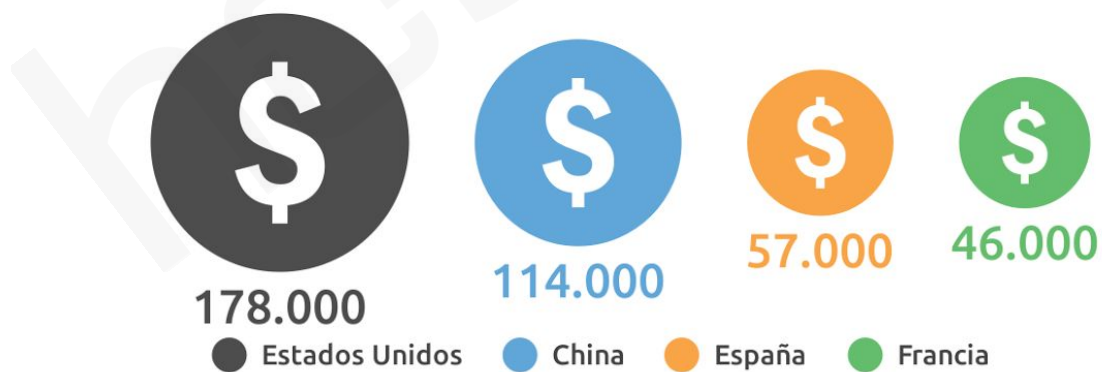 $ $ $ $
178.000 114.000 57.000 46.000
Estados Unidos China España Francia